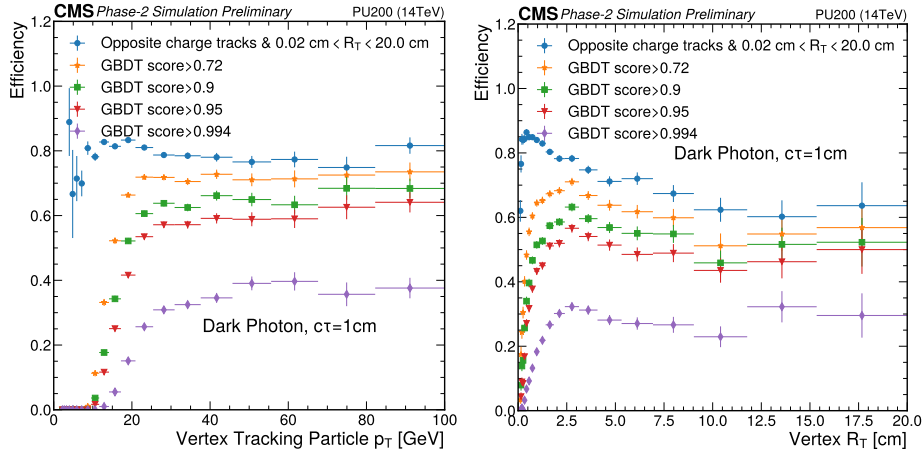 CMS Phase-2 Simulation Preliminary PU200 (14TeV)
Opposite charge tracks & 0.02 cm < R_T < 20.0 cm
GBDT score>0.72
GBDT score>0.9
GBDT score>0.95
GBDT score>0.994
Dark Photon, cτ=1cm
Efficiency
1.2
1.0
0.8
0.6
0.4
0.2
0.0
0 20 40 60 80 100
Vertex Tracking Particle p_T [GeV]
CMS Phase-2 Simulation Preliminary PU200 (14TeV)
Opposite charge tracks & 0.02 cm < R_T < 20.0 cm
GBDT score>0.72
GBDT score>0.9
GBDT score>0.95
GBDT score>0.994
Dark Photon, cτ=1cm
Efficiency
1.2
1.0
0.8
0.6
0.4
0.2
0.0
0.0 2.5 5.0 7.5 10.0 12.5 15.0 17.5 20.0
Vertex R_T [cm]